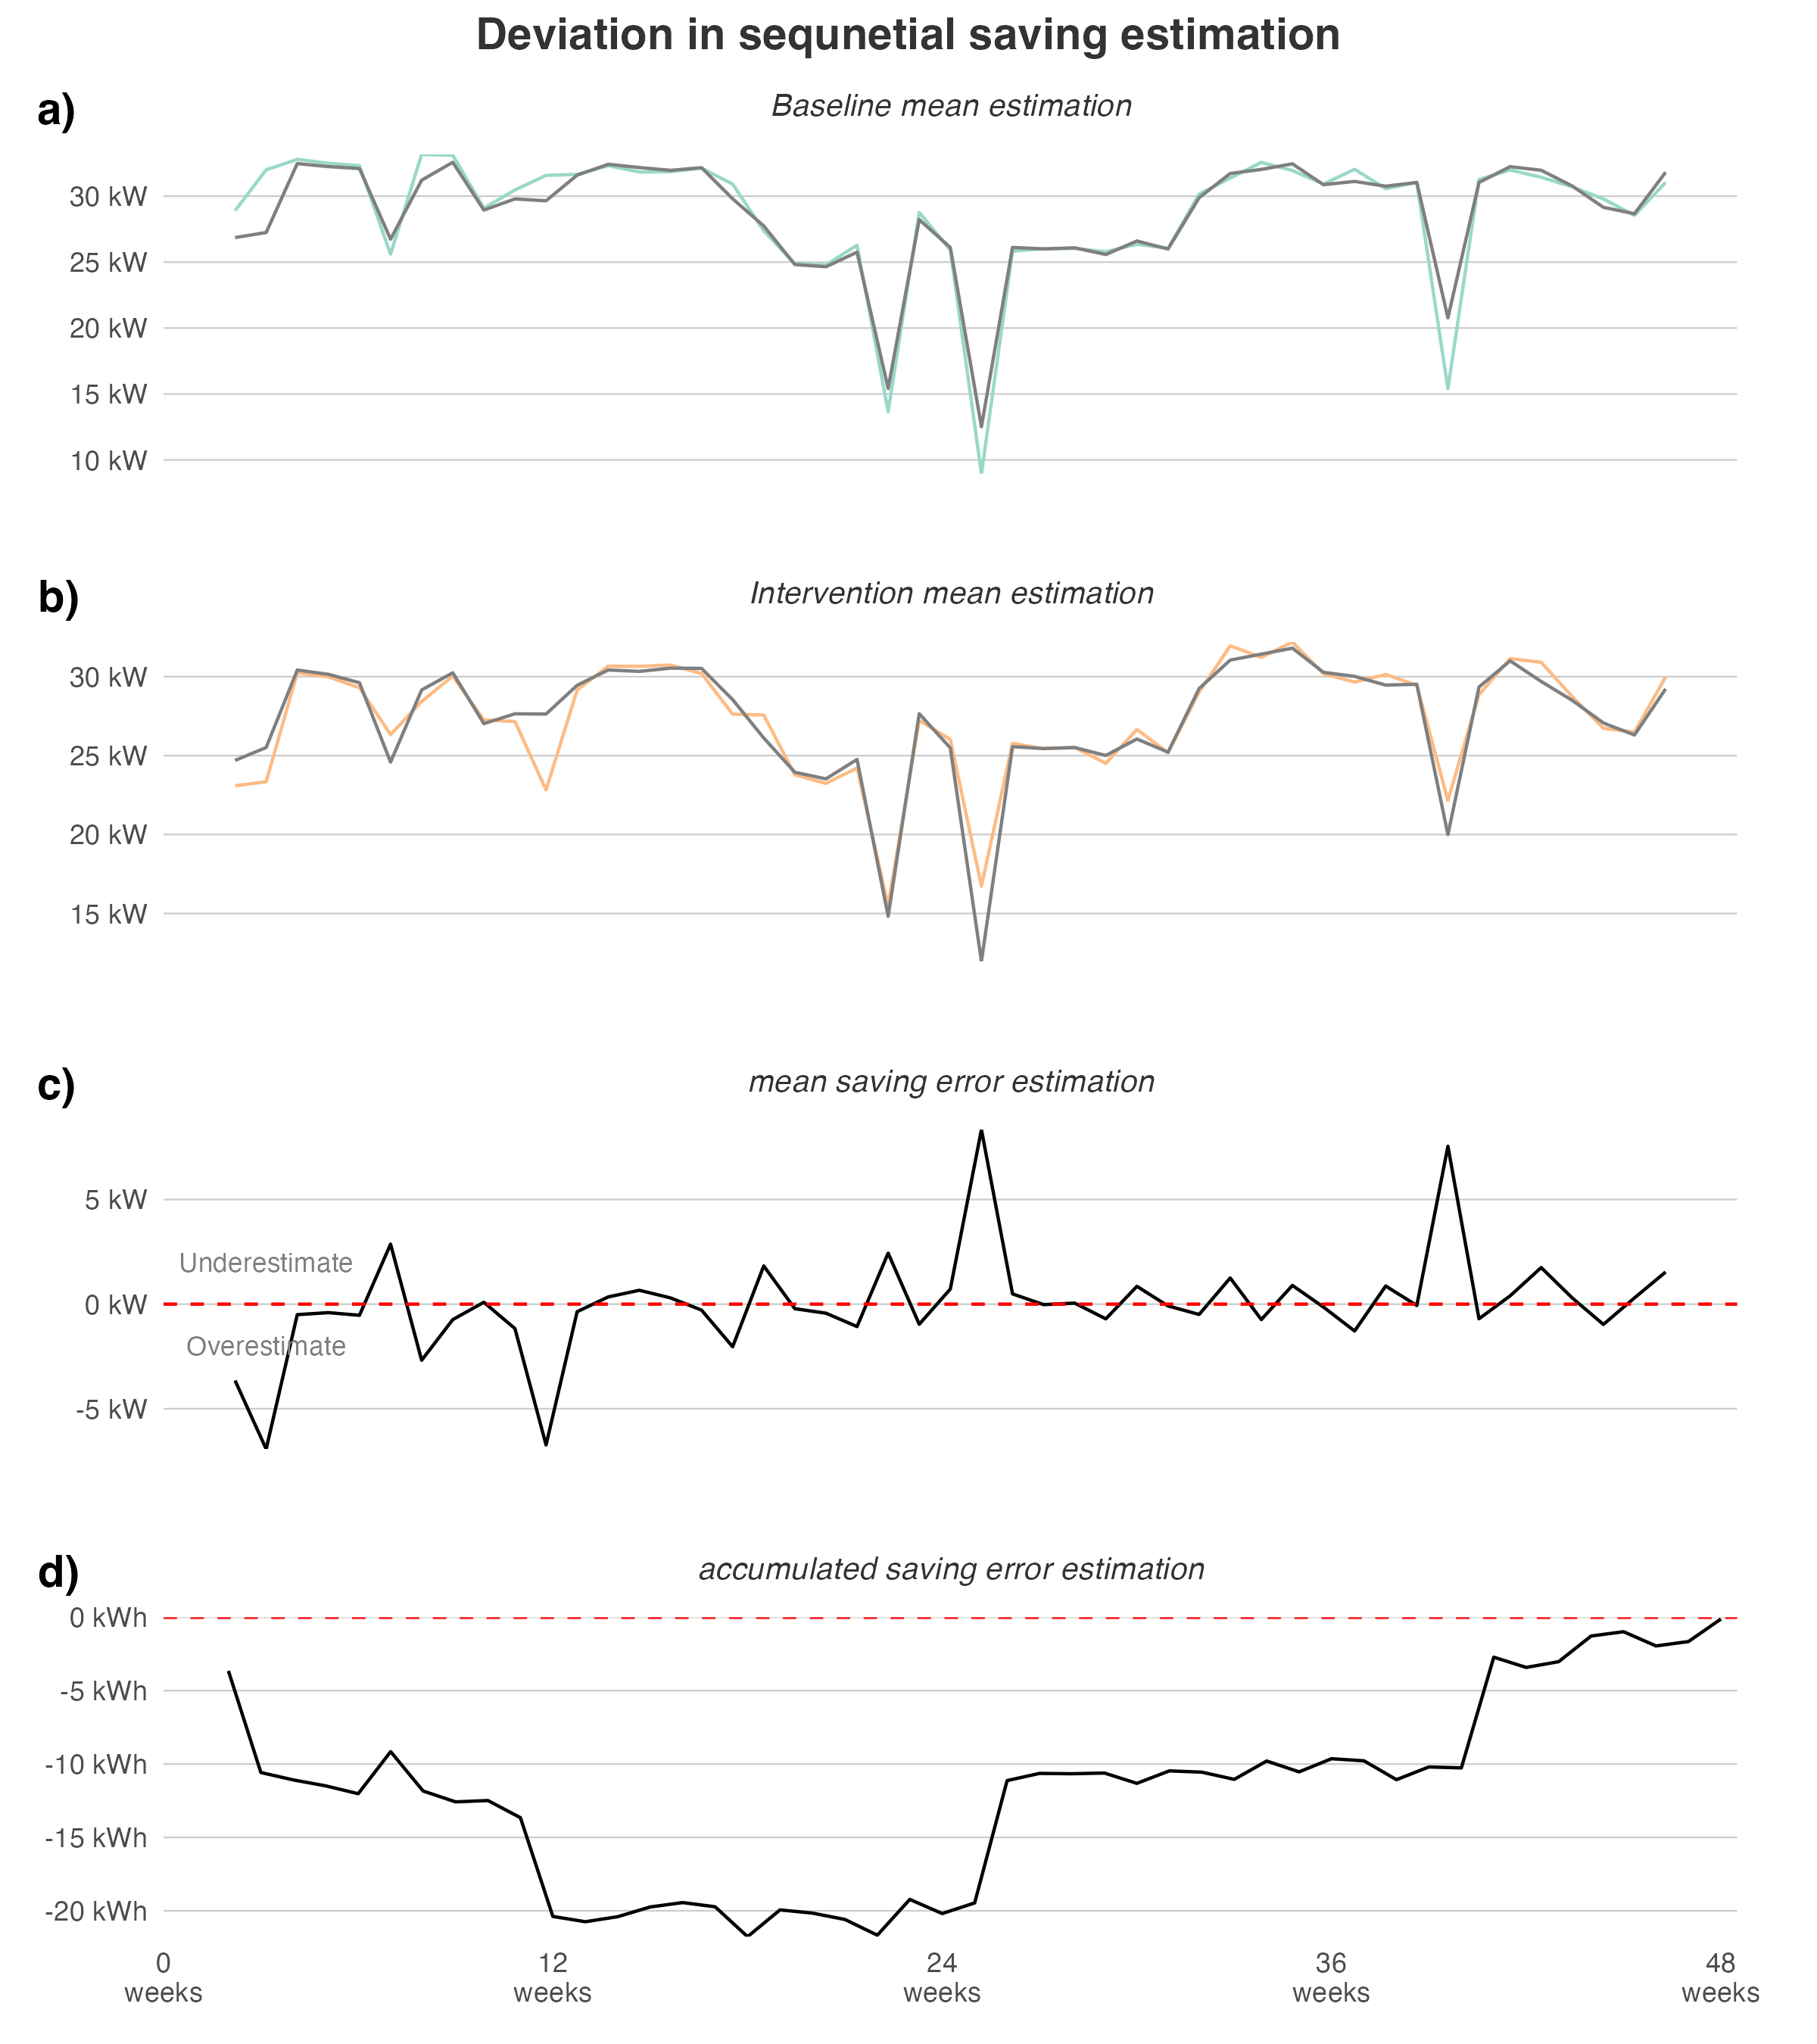 Deviation in sequnetial saving estimation
a)
Baseline mean estimation
30 kW
25 kW
20 kW
15 kW
10 kW
b)
Intervention mean estimation
30 kW
25 kW
20 kW
15 kW
c)
mean saving error estimation
5 kW
Underestimate
0 kW
Overestimate
-5 kW
d)
accumulated saving error estimation
0 kWh
-5 kWh
-10 kWh
-15 kWh
-20 kWh
0 12 24 36 48
weeks weeks weeks weeks weeks